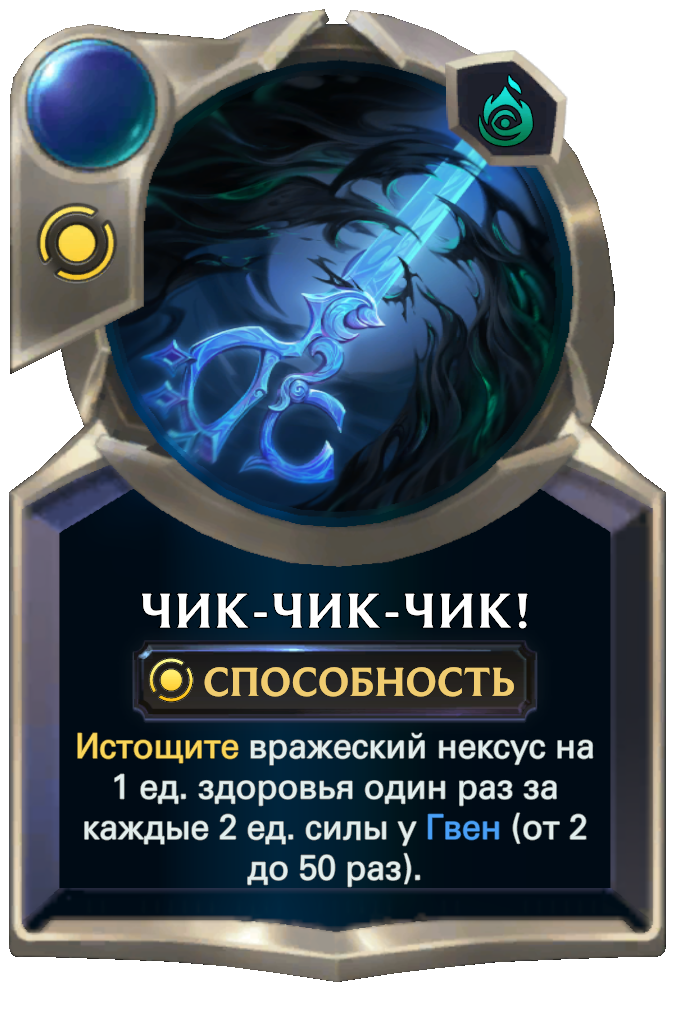 ЧИК-ЧИК-ЧИК!
СПОСОБНОСТЬ
Истощите вражеский нексус на
1 ед. здоровья один раз за
каждые 2 ед. силы у Гвен (от 2
до 50 раз).